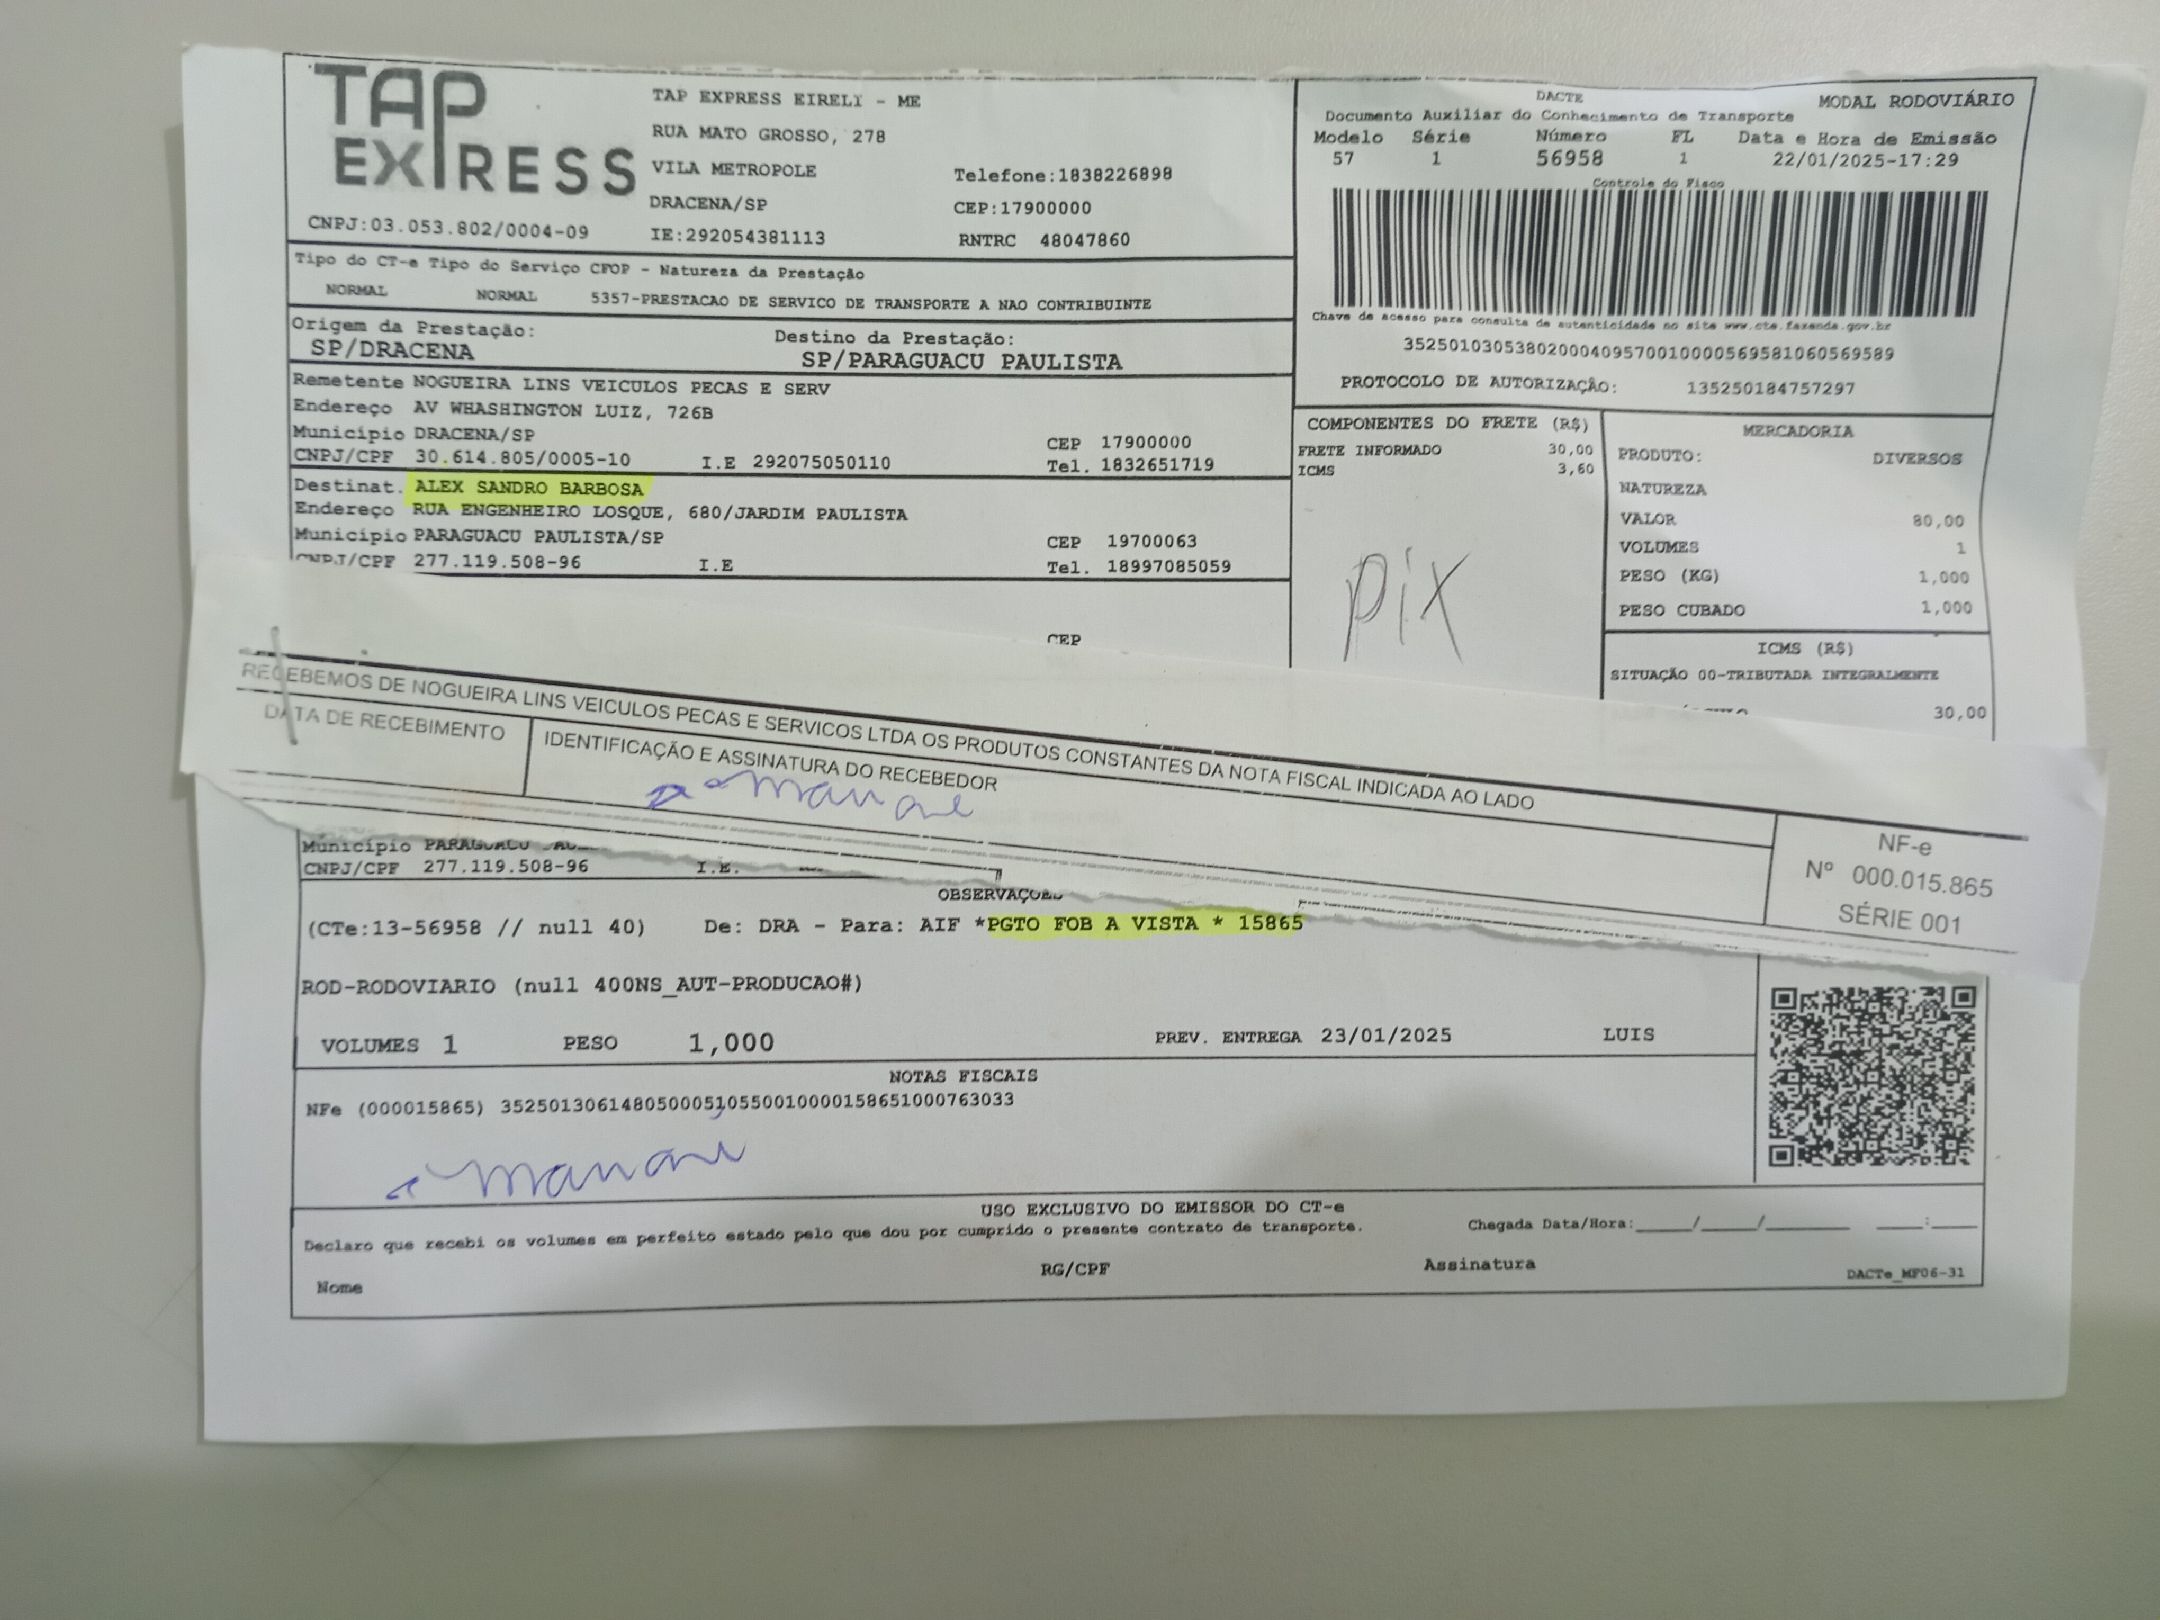 TAP EXPRESS
TAP EXPRESS EIRELI - ME
RUA MATO GROSSO, 278
VILA METROPOLE
Telefone:1838226898
DRACENA/SP
CEP:17900000
CNPJ:03.053.802/0004-09
IE:292054381113
RNTRC 48047860
DACTE
MODAL RODOVIÁRIO
Documento Auxiliar do Conhecimento de Transporte
Modelo Série Número FL Data e Hora de Emissão
57 1 56958 1 22/01/2025-17:29
Controle do Fisco
Chave de acesso para consulta de autenticidade no site www.cte.fazenda.gov.br
35250103053802000409570010000569581060569589
PROTOCOLO DE AUTORIZAÇÃO: 135250184757297
Tipo do CT-e Tipo do Serviço CFOP - Natureza da Prestação
NORMAL NORMAL 5357-PRESTACAO DE SERVICO DE TRANSPORTE A NAO CONTRIBUINTE
Origem da Prestação: Destino da Prestação:
SP/DRACENA SP/PARAGUACU PAULISTA
Remetente NOGUEIRA LINS VEICULOS PECAS E SERV
Endereço AV WHASHINGTON LUIZ, 726B
Município DRACENA/SP CEP 17900000
CNPJ/CPF 30.614.805/0005-10 I.E 292075050110 Tel. 1832651719
Destinat. ALEX SANDRO BARBOSA
Endereço RUA ENGENHEIRO LOSQUE, 680/JARDIM PAULISTA
Município PARAGUACU PAULISTA/SP CEP 19700063
CNPJ/CPF 277.119.508-96 I.E Tel. 18997085059
CEP
COMPONENTES DO FRETE (R$)
FRETE INFORMADO 30,00
ICMS 3,60
Pix
MERCADORIA
PRODUTO: DIVERSOS
NATUREZA
VALOR 80,00
VOLUMES 1
PESO (KG) 1,000
PESO CUBADO 1,000
ICMS (R$)
SITUAÇÃO 00-TRIBUTADA INTEGRALMENTE
30,00
RECEBEMOS DE NOGUEIRA LINS VEICULOS PECAS E SERVICOS LTDA OS PRODUTOS CONSTANTES DA NOTA FISCAL INDICADA AO LADO
DATA DE RECEBIMENTO
IDENTIFICAÇÃO E ASSINATURA DO RECEBEDOR
NF-e
Nº 000.015.865
SÉRIE 001
Município PARAGUACU
CNPJ/CPF 277.119.508-96 I.E.
OBSERVAÇOES
(CTe:13-56958 // null 40) De: DRA - Para: AIF *PGTO FOB A VISTA * 15865
ROD-RODOVIARIO (null 400NS_AUT-PRODUCAO#)
VOLUMES 1 PESO 1,000 PREV. ENTREGA 23/01/2025 LUIS
NOTAS FISCAIS
NFe (000015865) 35250130614805000510550010000158651000763033
USO EXCLUSIVO DO EMISSOR DO CT-e
Declaro que recebi os volumes em perfeito estado pelo que dou por cumprido o presente contrato de transporte. Chegada Data/Hora:_____/_____/________ ____:____
Nome RG/CPF Assinatura
DACTe_MF06-31